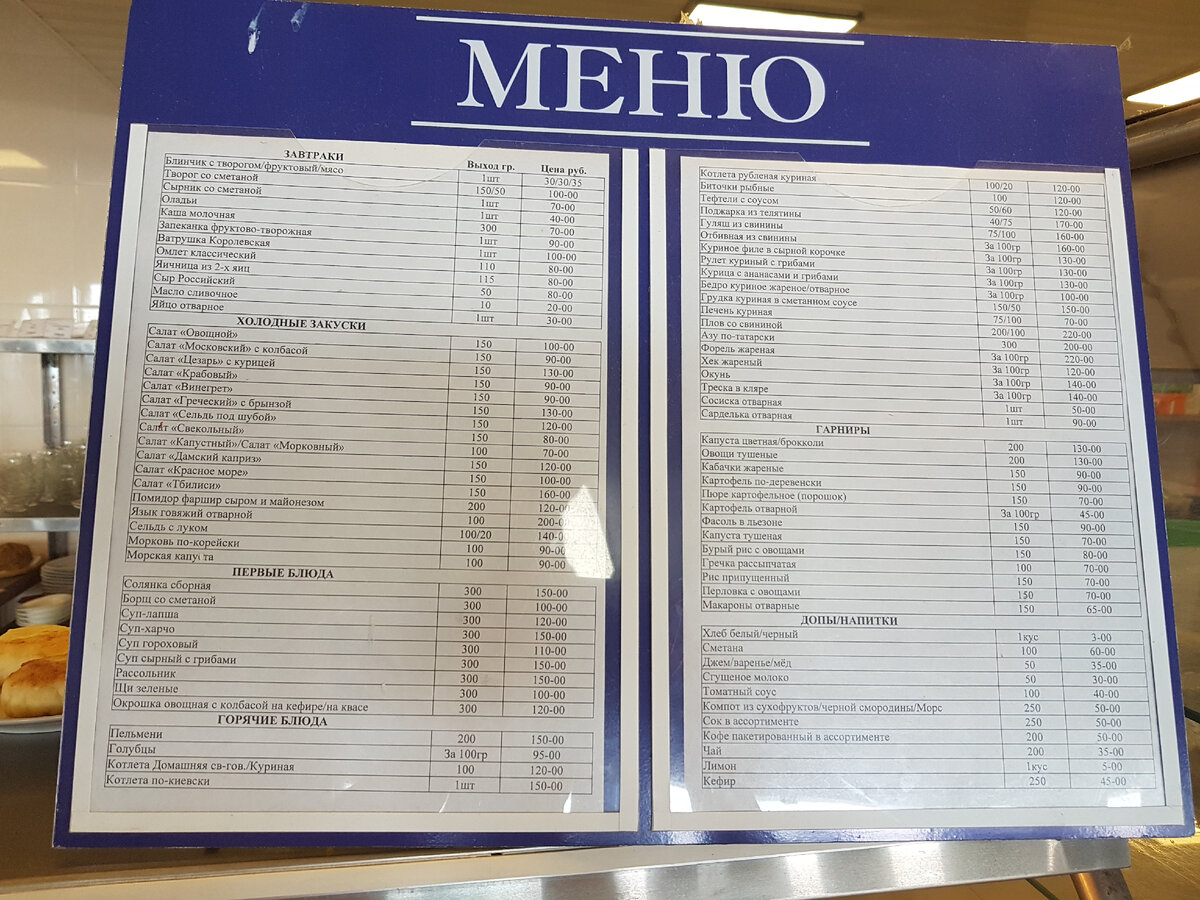 МЕНЮ
ЗАВТРАКИ Выход гр. Цена руб.
Блинчик с творогом/фруктовый/мясо 1шт 30/30/35
Творог со сметаной 150/50 100-00
Сырник со сметаной 1шт 70-00
Оладьи 1шт 40-00
Каша молочная 300 70-00
Запеканка фруктово-творожная 1шт 90-00
Ватрушка Королевская 1шт 100-00
Омлет классический 110 80-00
Яичница из 2-х яиц 115 80-00
Сыр Российский 50 80-00
Масло сливочное 10 20-00
Яйцо отварное 1шт 30-00
ХОЛОДНЫЕ ЗАКУСКИ
Салат «Овощной» 150 100-00
Салат «Московский» с колбасой 150 90-00
Салат «Цезарь» с курицей 150 130-00
Салат «Крабовый» 150 90-00
Салат «Винегрет» 150 90-00
Салат «Греческий» с брынзой 150 130-00
Салат «Сельдь под шубой» 150 120-00
Салат «Свекольный» 150 80-00
Салат «Капустный»/Салат «Морковный» 100 70-00
Салат «Дамский каприз» 150 120-00
Салат «Красное море» 150 100-00
Салат «Тбилиси» 150 160-00
Помидор фаршир сыром и майонезом 200 120-00
Язык говяжий отварной 100 200-00
Сельдь с луком 100/20 140-00
Морковь по-корейски 100 90-00
Морская капуста 100 90-00
ПЕРВЫЕ БЛЮДА
Солянка сборная 300 150-00
Борщ со сметаной 300 100-00
Суп-лапша 300 120-00
Суп-харчо 300 150-00
Суп гороховый 300 110-00
Суп сырный с грибами 300 150-00
Рассольник 300 150-00
Щи зеленые 300 100-00
Окрошка овощная с колбасой на кефире/на квасе 300 120-00
ГОРЯЧИЕ БЛЮДА
Пельмени 200 150-00
Голубцы За 100гр 95-00
Котлета Домашняя св-гов./Куриная 100 120-00
Котлета по-киевски 1шт 150-00
Котлета рубленая куриная 100/20 120-00
Биточки рыбные 100 120-00
Тефтели с соусом 50/60 120-00
Поджарка из телятины 40/75 170-00
Гуляш из свинины 75/100 160-00
Отбивная из свинины За 100гр 160-00
Куриное филе в сырной корочке За 100гр 130-00
Рулет куриный с грибами За 100гр 130-00
Курица с ананасами и грибами За 100гр 130-00
Бедро куриное жареное/отварное За 100гр 100-00
Грудка куриная в сметанном соусе 150/50 150-00
Печень куриная 75/100 70-00
Плов со свининой 200/100 220-00
Азу по-татарски 300 200-00
Форель жареная За 100гр 220-00
Хек жареный За 100гр 120-00
Окунь За 100гр 140-00
Треска в кляре За 100гр 140-00
Сосиска отварная 1шт 50-00
Сарделька отварная 1шт 90-00
ГАРНИРЫ
Капуста цветная/брокколи 200 130-00
Овощи тушеные 200 130-00
Кабачки жареные 150 90-00
Картофель по-деревенски 150 90-00
Пюре картофельное (порошок) 150 70-00
Картофель отварной За 100гр 45-00
Фасоль в льезоне 150 90-00
Капуста тушеная 150 70-00
Бурый рис с овощами 150 80-00
Гречка рассыпчатая 100 70-00
Рис припущенный 150 70-00
Перловка с овощами 150 70-00
Макароны отварные 150 65-00
ДОПЫ/НАПИТКИ
Хлеб белый/черный 1кус 3-00
Сметана 100 60-00
Джем/варенье/мёд 50 35-00
Сгущеное молоко 50 30-00
Томатный соус 100 40-00
Компот из сухофруктов/черной смородины/Морс 250 50-00
Сок в ассортименте 250 50-00
Кофе пакетированный в ассортименте 200 50-00
Чай 200 35-00
Лимон 1кус 5-00
Кефир 250 45-00